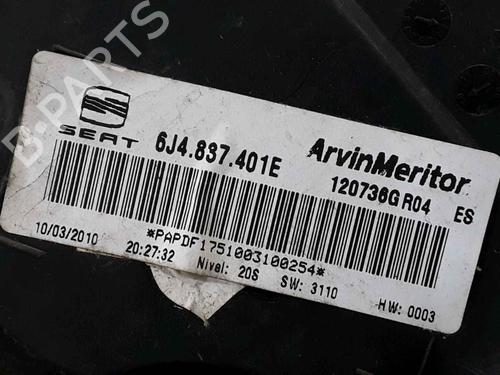 SEAT
6J4.837.401E
ArvinMeritor
120736G R04 ES
10/03/2010
*PAPDF1751003100254*
20:27:32
Nivel: 20S
SW: 3110
HW: 0003
B-PARTS